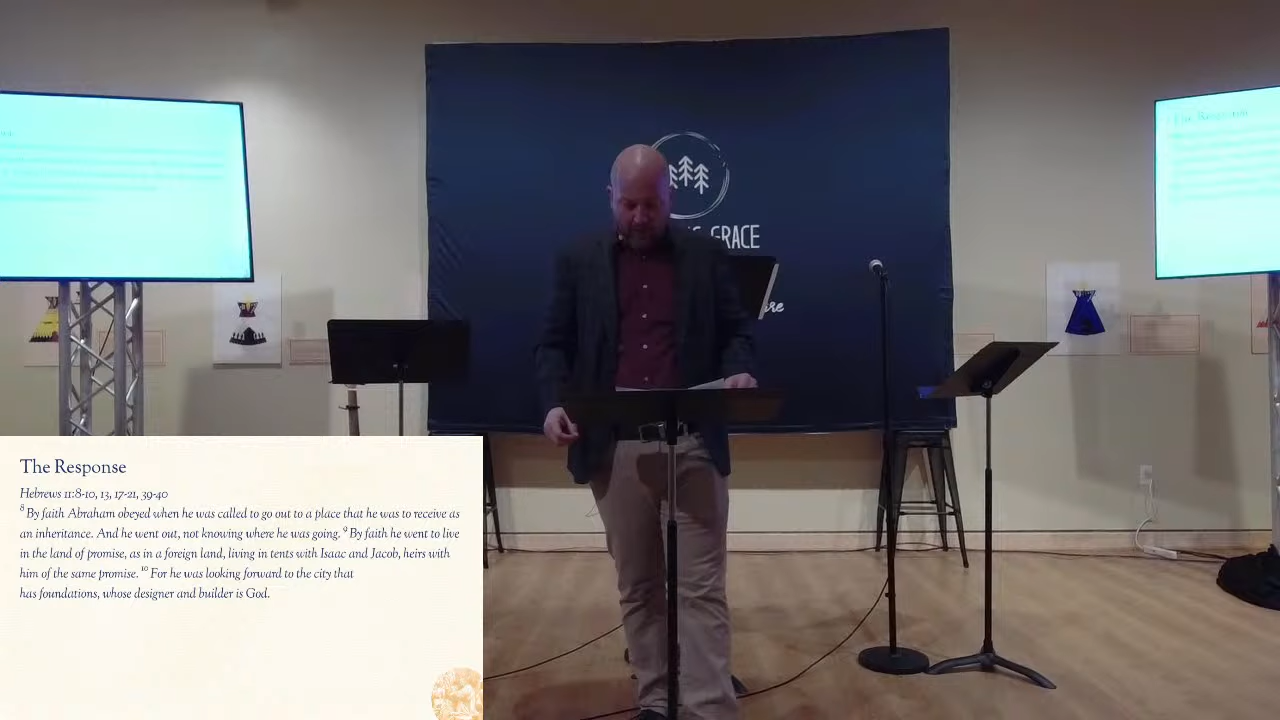 The Response
GRACE
The Response
Hebrews 11:8-10, 13, 17-21, 39-40
8 By faith Abraham obeyed when he was called to go out to a place that he was to receive as
an inheritance. And he went out, not knowing where he was going. 9 By faith he went to live
in the land of promise, as in a foreign land, living in tents with Isaac and Jacob, heirs with
him of the same promise. 10 For he was looking forward to the city that
has foundations, whose designer and builder is God.